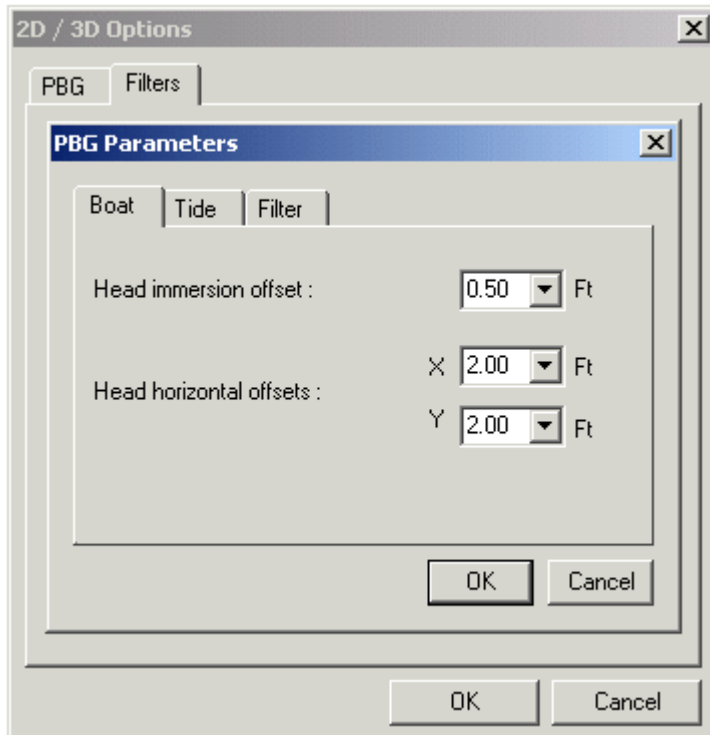 2D / 3D Options
PBG Filters
PBG Parameters
Boat Tide Filter
Head immersion offset : 0.50 Ft
X 2.00 Ft
Head horizontal offsets :
Y 2.00 Ft
OK Cancel
OK Cancel